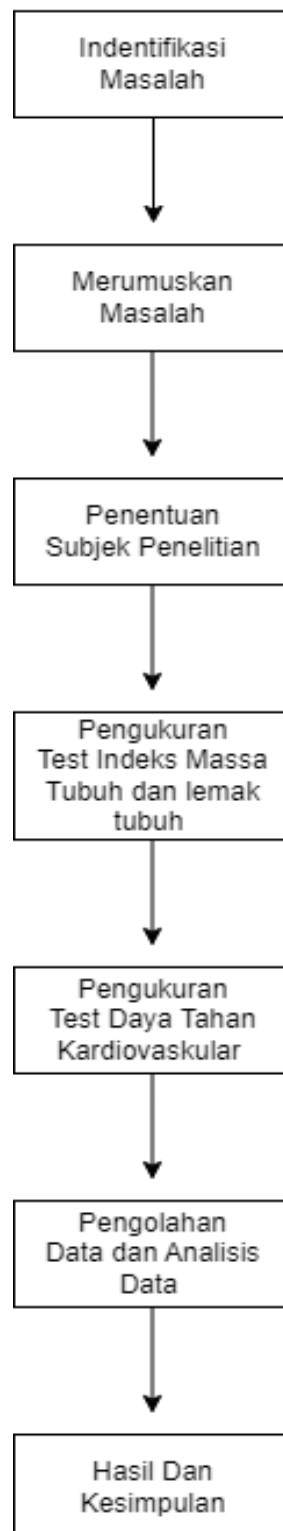 Indentifikasi
Masalah
Merumuskan
Masalah
Penentuan
Subjek Penelitian
Pengukuran
Test Indeks Massa
Tubuh dan lemak
tubuh
Pengukuran
Test Daya Tahan
Kardiovaskular
Pengolahan
Data dan Analisis
Data
Hasil Dan
Kesimpulan